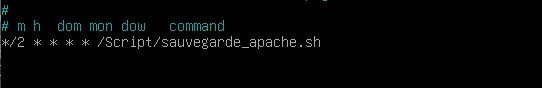 #
# m h  dom mon dow   command
*/2 * * * * /Script/sauvegarde_apache.sh